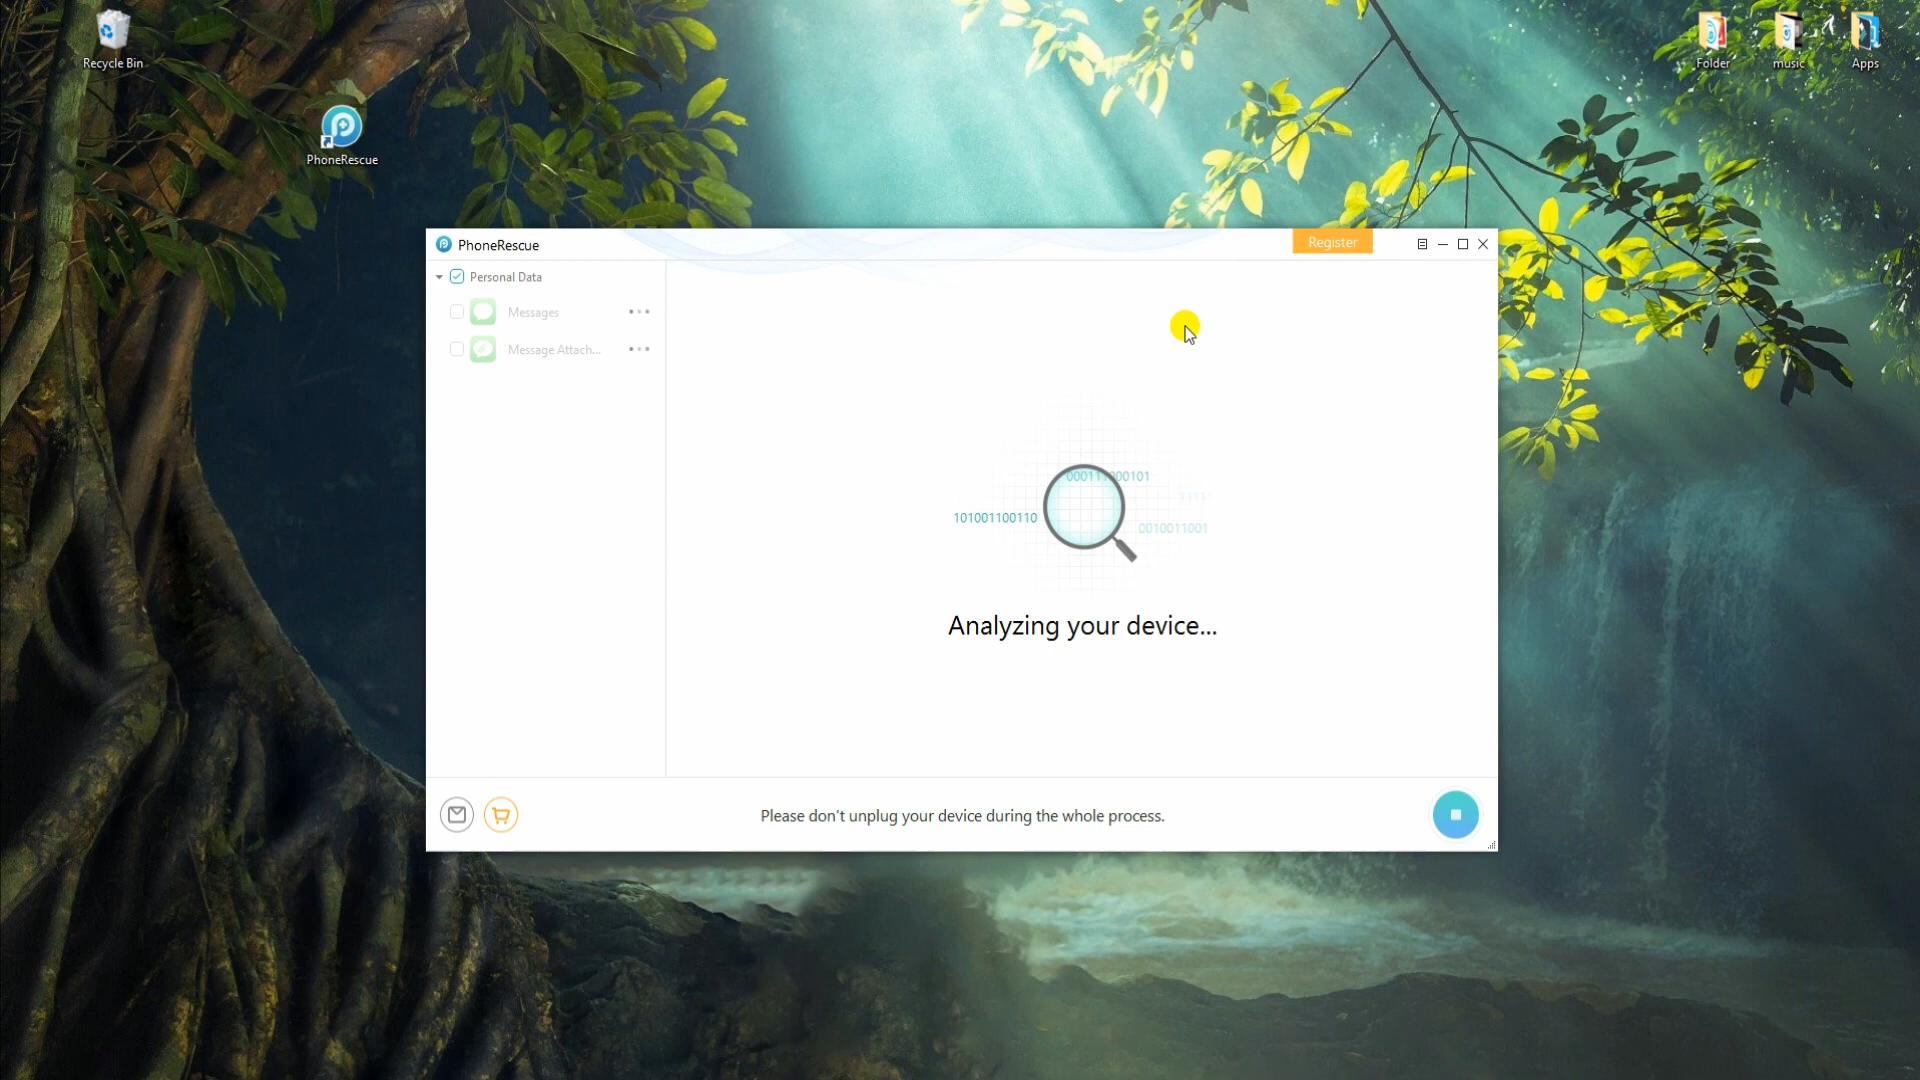 Recycle Bin
PhoneRescue
Folder
music
Apps
PhoneRescue
Register
Personal Data
Messages
Message Attach...
101001100110
0010011001
Analyzing your device...
Please don't unplug your device during the whole process.